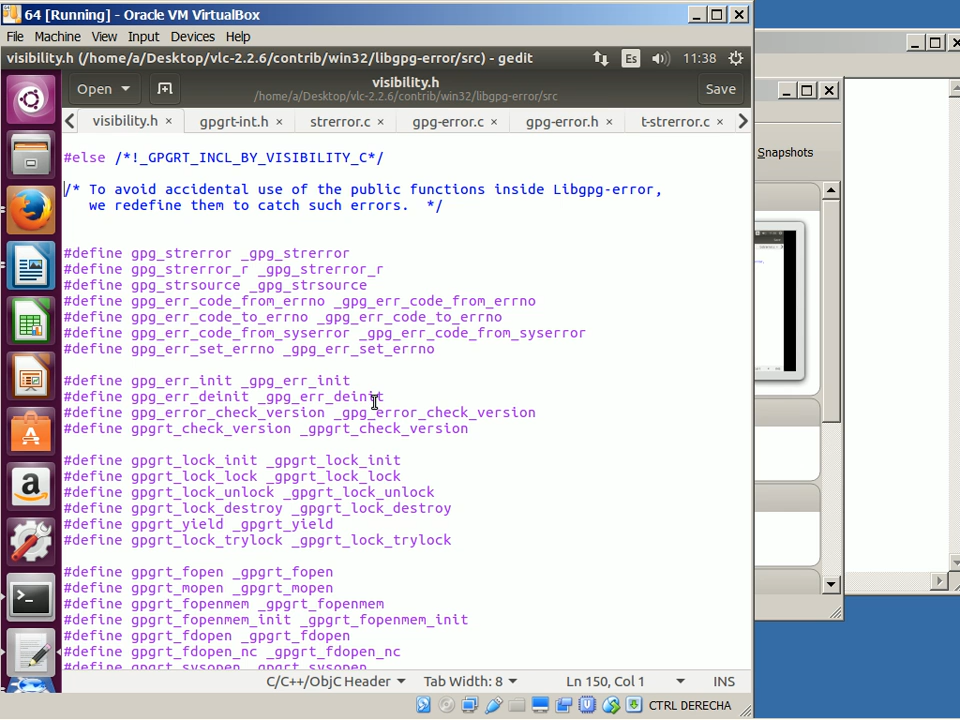 64 [Running] - Oracle VM VirtualBox
File Machine View Input Devices Help
visibility.h (/home/a/Desktop/vlc-2.2.6/contrib/win32/libgpg-error/src) - gedit
Es
11:38
Open
visibility.h
/home/a/Desktop/vlc-2.2.6/contrib/win32/libgpg-error/src
Save
visibility.h × gpgrt-int.h × strerror.c × gpg-error.c × gpg-error.h × t-strerror.c ×
#else /*!_GPGRT_INCL_BY_VISIBILITY_C*/
/* To avoid accidental use of the public functions inside Libgpg-error,
we redefine them to catch such errors.  */
#define gpg_strerror _gpg_strerror
#define gpg_strerror_r _gpg_strerror_r
#define gpg_strsource _gpg_strsource
#define gpg_err_code_from_errno _gpg_err_code_from_errno
#define gpg_err_code_to_errno _gpg_err_code_to_errno
#define gpg_err_code_from_syserror _gpg_err_code_from_syserror
#define gpg_err_set_errno _gpg_err_set_errno
#define gpg_err_init _gpg_err_init
#define gpg_err_deinit _gpg_err_deinit
#define gpg_error_check_version _gpg_error_check_version
#define gpgrt_check_version _gpgrt_check_version
#define gpgrt_lock_init _gpgrt_lock_init
#define gpgrt_lock_lock _gpgrt_lock_lock
#define gpgrt_lock_unlock _gpgrt_lock_unlock
#define gpgrt_lock_destroy _gpgrt_lock_destroy
#define gpgrt_yield _gpgrt_yield
#define gpgrt_lock_trylock _gpgrt_lock_trylock
#define gpgrt_fopen _gpgrt_fopen
#define gpgrt_mopen _gpgrt_mopen
#define gpgrt_fopenmem _gpgrt_fopenmem
#define gpgrt_fopenmem_init _gpgrt_fopenmem_init
#define gpgrt_fdopen _gpgrt_fdopen
#define gpgrt_fdopen_nc _gpgrt_fdopen_nc
#define gpgrt_sysopen _gpgrt_sysopen
C/C++/ObjC Header Tab Width: 8 Ln 150, Col 1 INS
CTRL DERECHA
Snapshots